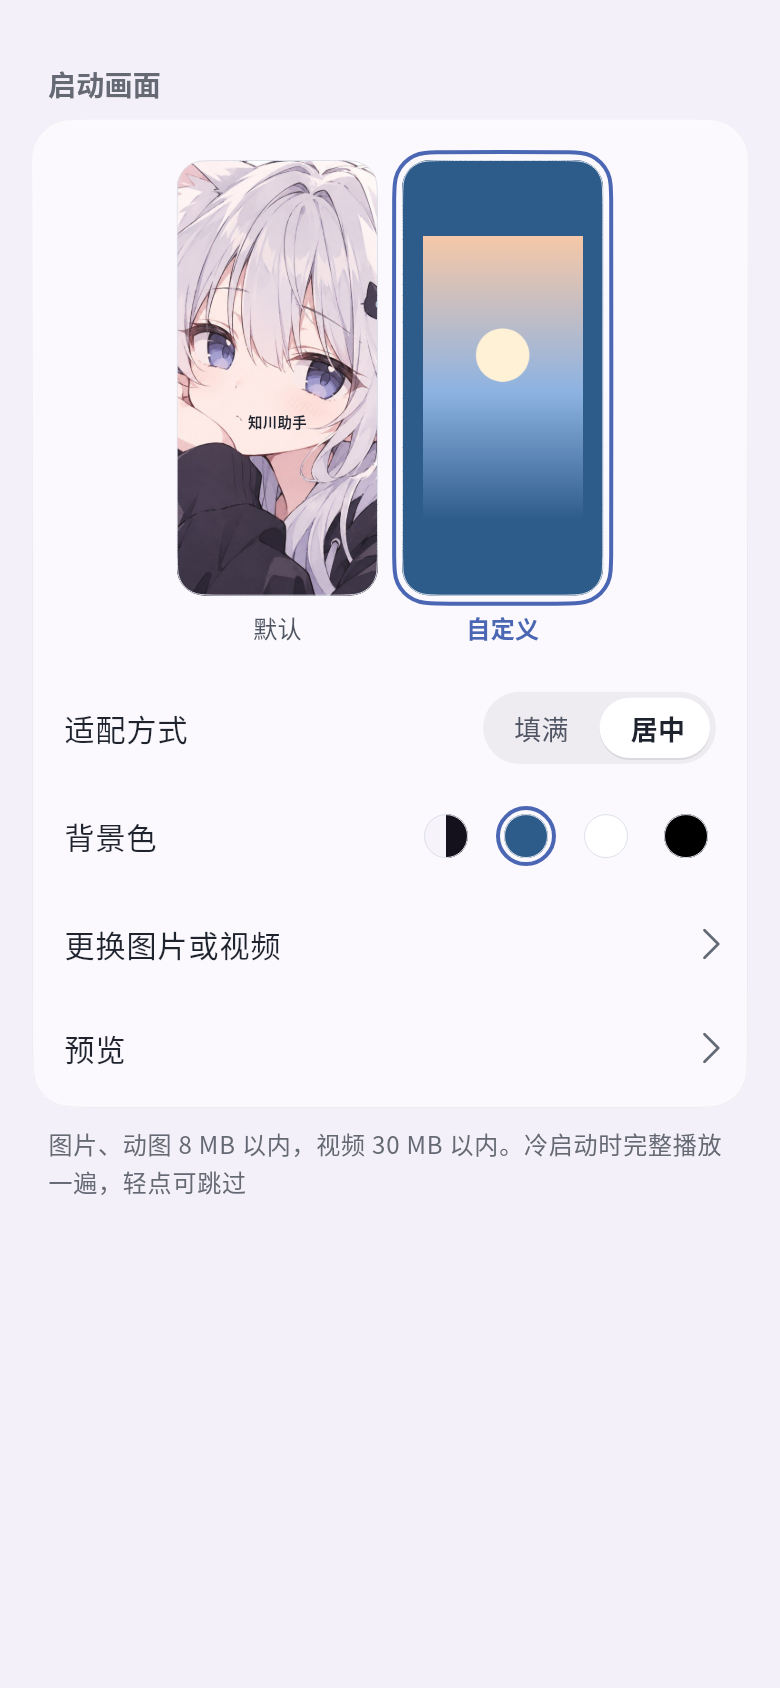 启动画面
知川助手
默认
自定义
适配方式
填满
居中
背景色
更换图片或视频
预览
图片、动图 8 MB 以内，视频 30 MB 以内。冷启动时完整播放
一遍，轻点可跳过